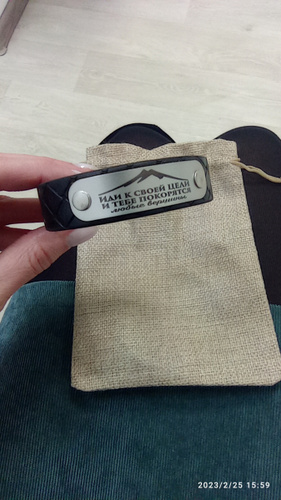 Иди к своей цели
и тебе покорятся
любые вершины
2023/2/25 15:59